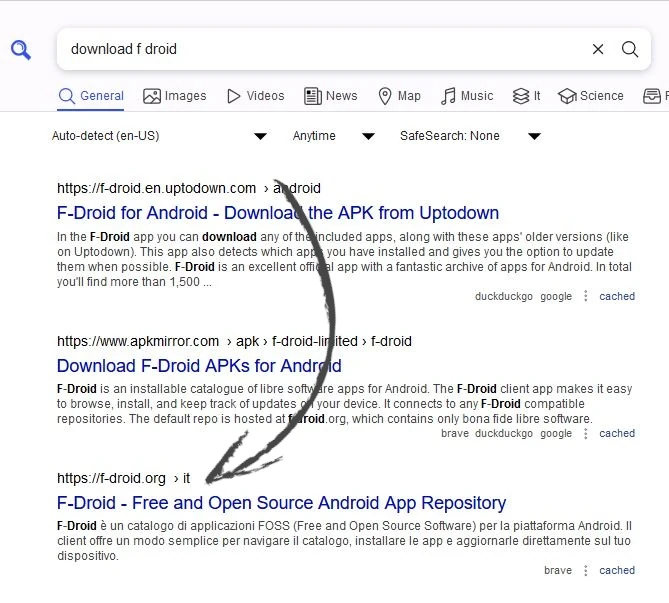 download f droid
General Images Videos News Map Music It Science F
Auto-detect (en-US) Anytime SafeSearch: None
https://f-droid.en.uptodown.com › android
F-Droid for Android - Download the APK from Uptodown
In the F-Droid app you can download any of the included apps, along with these apps' older versions (like
on Uptodown). This app also detects which apps you have installed and gives you the option to update
them when possible. F-Droid is an excellent official app with a fantastic archive of apps for Android. In total
you'll find more than 1,500 ...
duckduckgo google ⋮ cached
https://www.apkmirror.com › apk › f-droid-limited › f-droid
Download F-Droid APKs for Android
F-Droid is an installable catalogue of libre software apps for Android. The F-Droid client app makes it easy
to browse, install, and keep track of updates on your device. It connects to any F-Droid compatible
repositories. The default repo is hosted at f-droid.org, which contains only bona fide libre software.
brave duckduckgo google ⋮ cached
https://f-droid.org › it
F-Droid - Free and Open Source Android App Repository
F-Droid è un catalogo di applicazioni FOSS (Free and Open Source Software) per la piattaforma Android. Il
client offre un modo semplice per navigare il catalogo, installare le app e aggiornarle direttamente sul tuo
dispositivo.
brave ⋮ cached